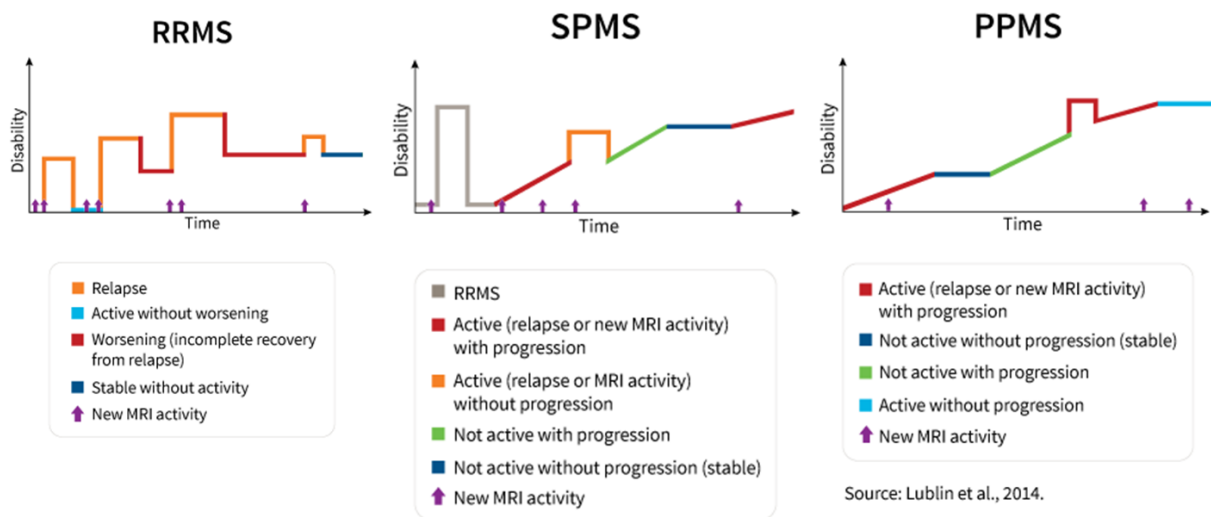 RRMS
Disability
Time
Relapse
Active without worsening
Worsening (incomplete recovery
from relapse)
Stable without activity
New MRI activity
SPMS
Disability
Time
RRMS
Active (relapse or new MRI activity)
with progression
Active (relapse or MRI activity)
without progression
Not active with progression
Not active without progression (stable)
New MRI activity
PPMS
Disability
Time
Active (relapse or new MRI activity)
with progression
Not active without progression (stable)
Not active with progression
Active without progression
New MRI activity
Source: Lublin et al., 2014.